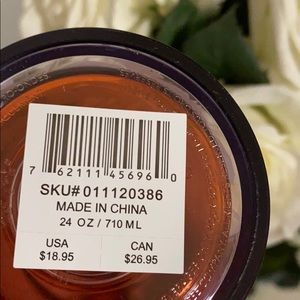 7 62111 45696 0
SKU# 011120386
MADE IN CHINA
24 OZ / 710 ML
USA CAN
$18.95 $26.95